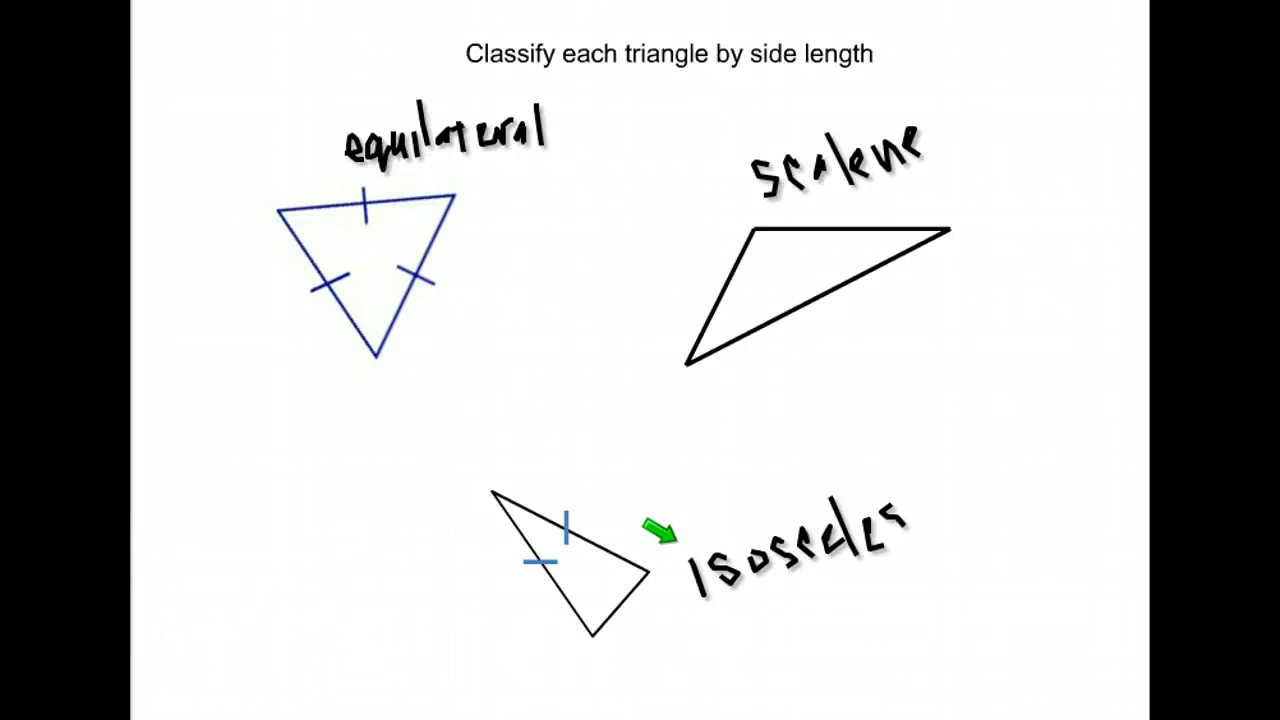 Classify each triangle by side length
equilateral
scalene
isosceles